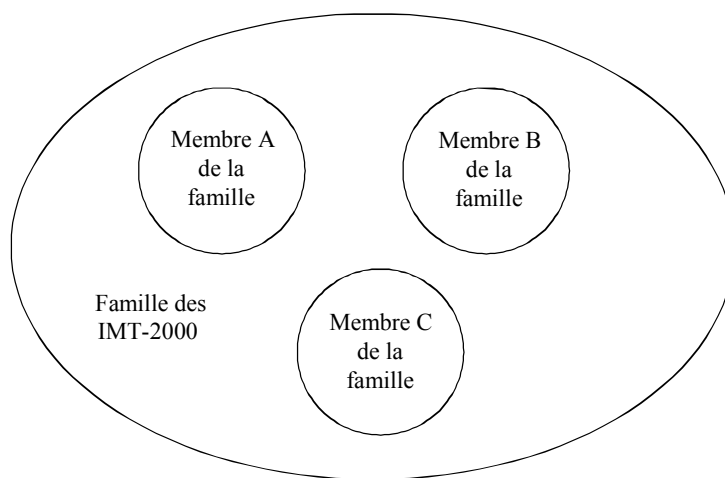 Membre A
de la
famille
Membre B
de la
famille
Famille des
IMT-2000
Membre C
de la
famille